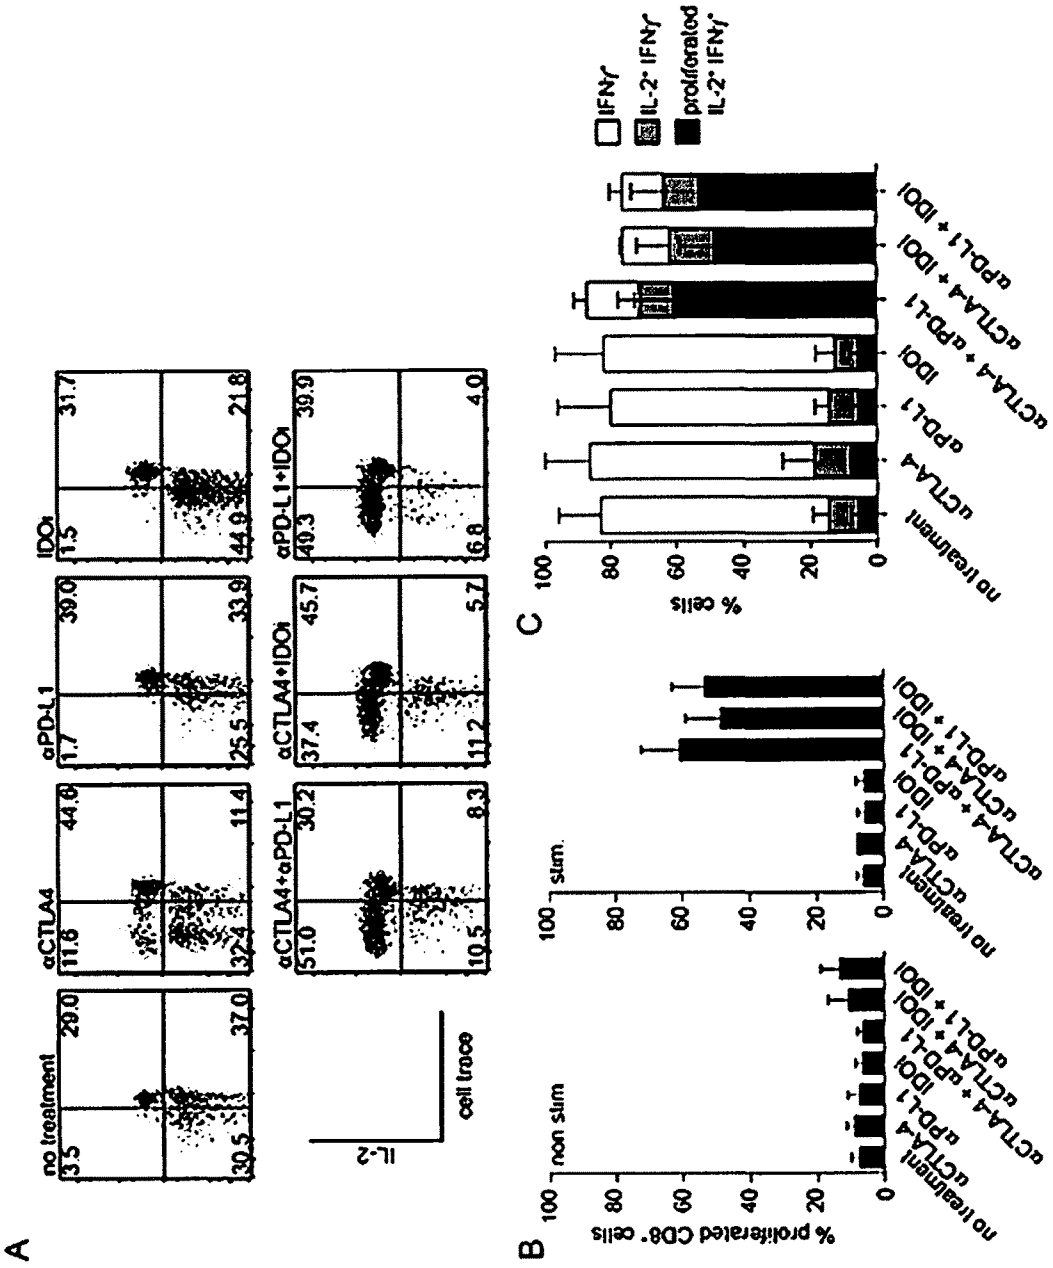 A
no treatment
3.5 29.0
30.5 37.0
αCTLA4
11.6 44.6
32.4 11.4
αPD-L1
1.7 39.0
25.5 33.9
IDOi
1.5 31.7
44.9 21.8
αCTLA4+αPD-L1
51.0 30.2
10.5 8.3
αCTLA4+IDOi
37.4 45.7
11.2 5.7
αPD-L1+IDOi
49.3 39.9
6.8 4.0
IL-2
cell trace
B
% proliferated CD8⁺ cells
100
80
60
40
20
0
non stim
no treatment
αCTLA-4
αPD-L1
IDOi
αCTLA-4 + αPD-L1
αCTLA-4 + IDOi
αPD-L1 + IDOi
100
80
60
40
20
0
stim.
no treatment
αCTLA-4
αPD-L1
IDOi
αCTLA-4 + αPD-L1
αCTLA-4 + IDOi
αPD-L1 + IDOi
C
% cells
100
80
60
40
20
0
no treatment
αCTLA-4
αPD-L1
IDOi
αCTLA-4 + αPD-L1
αCTLA-4 + IDOi
αPD-L1 + IDOi
IFNγ⁺
IL-2⁺ IFNγ⁺
proliferated
IL-2⁺ IFNγ⁺